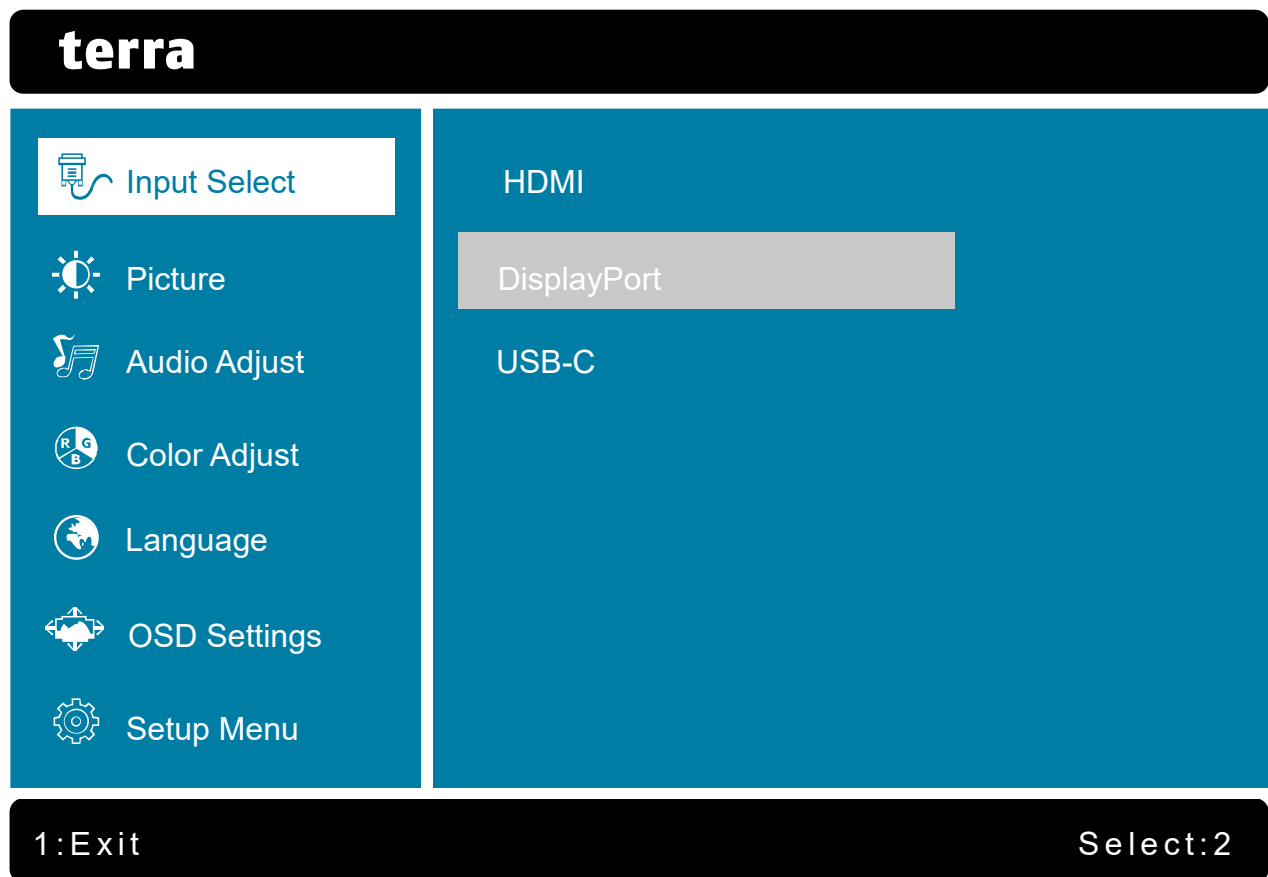 terra
Input Select
Picture
Audio Adjust
R G B
Color Adjust
Language
OSD Settings
Setup Menu
HDMI
DisplayPort
USB-C
1:Exit
Select:2